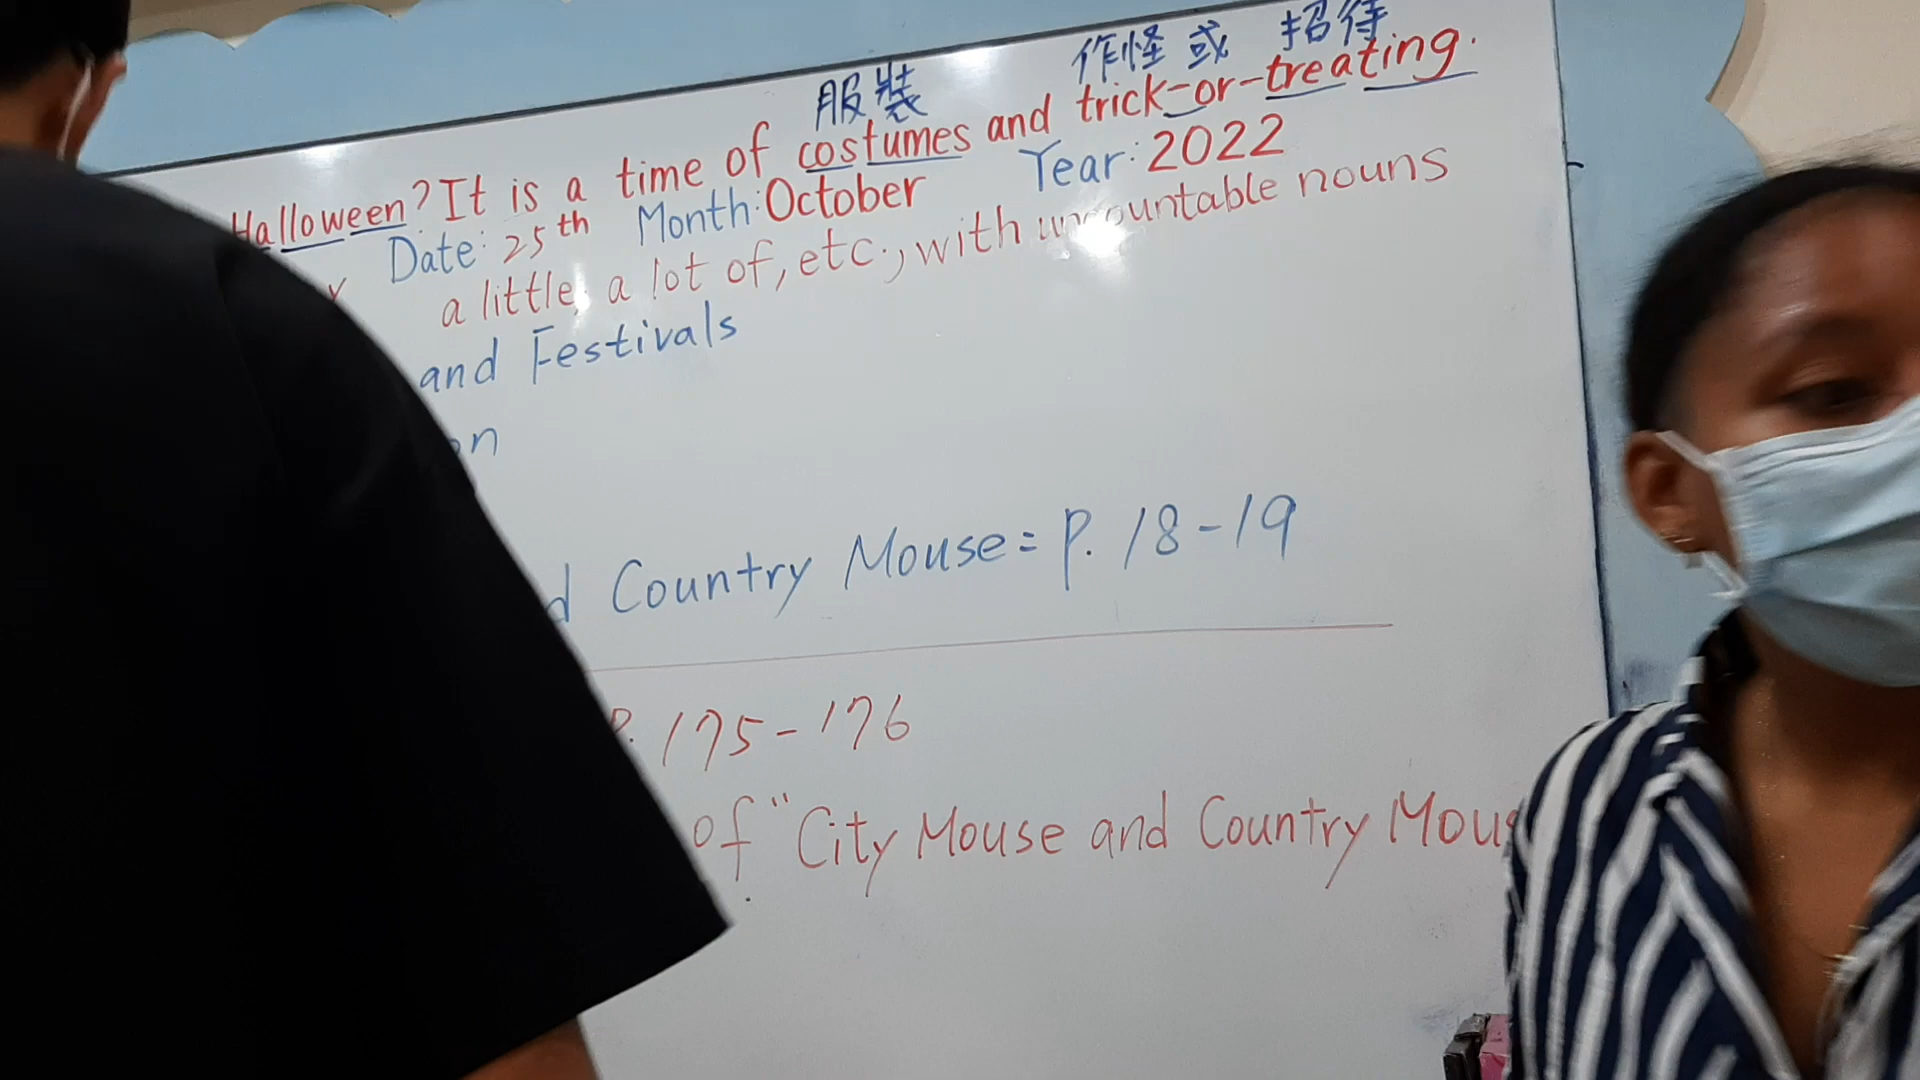 服裝 作怪或 招待
Halloween? It is a time of costumes and trick-or-treating.
Date: 25th Month: October Year: 2022
a little, a lot of, etc., with uncountable nouns
and Festivals
Country Mouse = P. 18-19
P. 175-176
of "City Mouse and Country Mous